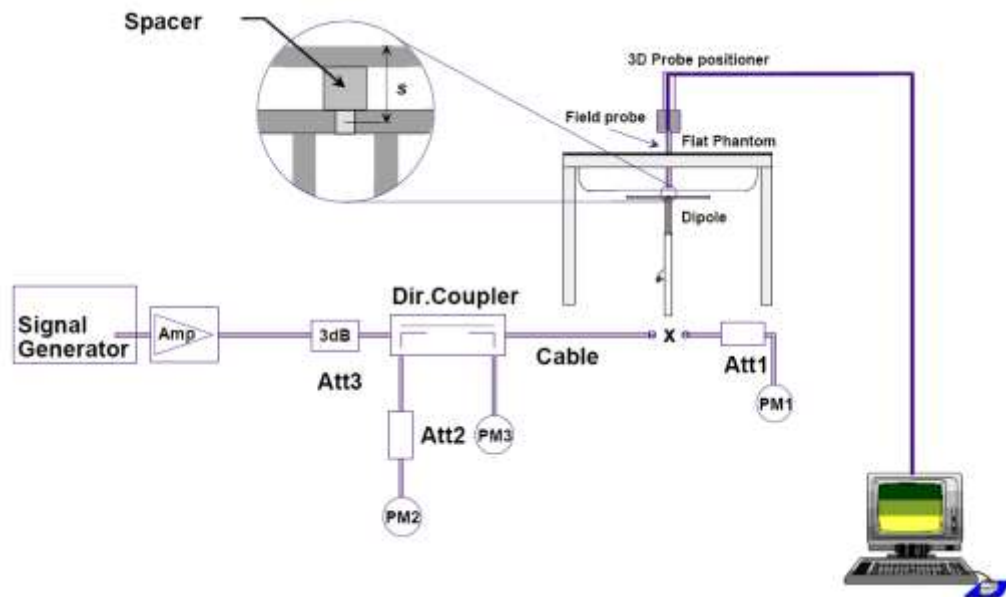 Spacer
s
3D Probe positioner
Field probe
Flat Phantom
Dipole
Signal
Generator
Amp
3dB
Att3
Dir.Coupler
Cable
X
Att1
PM1
Att2
PM3
PM2